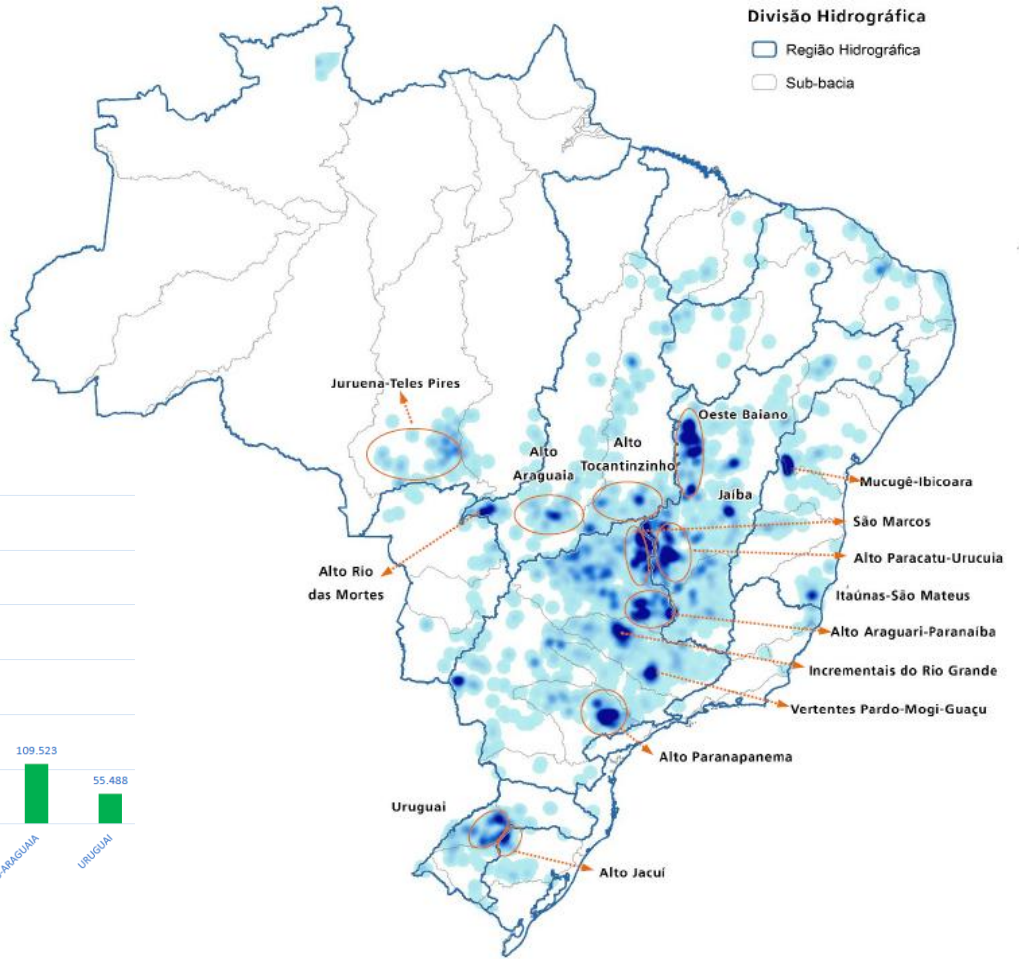 Divisão Hidrográfica
Região Hidrográfica
Sub-bacia
Juruena-Teles Pires
Oeste Baiano
Alto
Araguaia
Alto
Tocantinzinho
Mucugê-Ibicoara
Jaíba
São Marcos
Alto Paracatu-Urucuia
Alto Rio
das Mortes
Itaúnas-São Mateus
Alto Araguari-Paranaíba
Incrementais do Rio Grande
Vertentes Pardo-Mogi-Guaçu
Alto Paranapanema
Uruguai
Alto Jacuí
109.523
55.488
-ARAGUAIA
URUGUAI